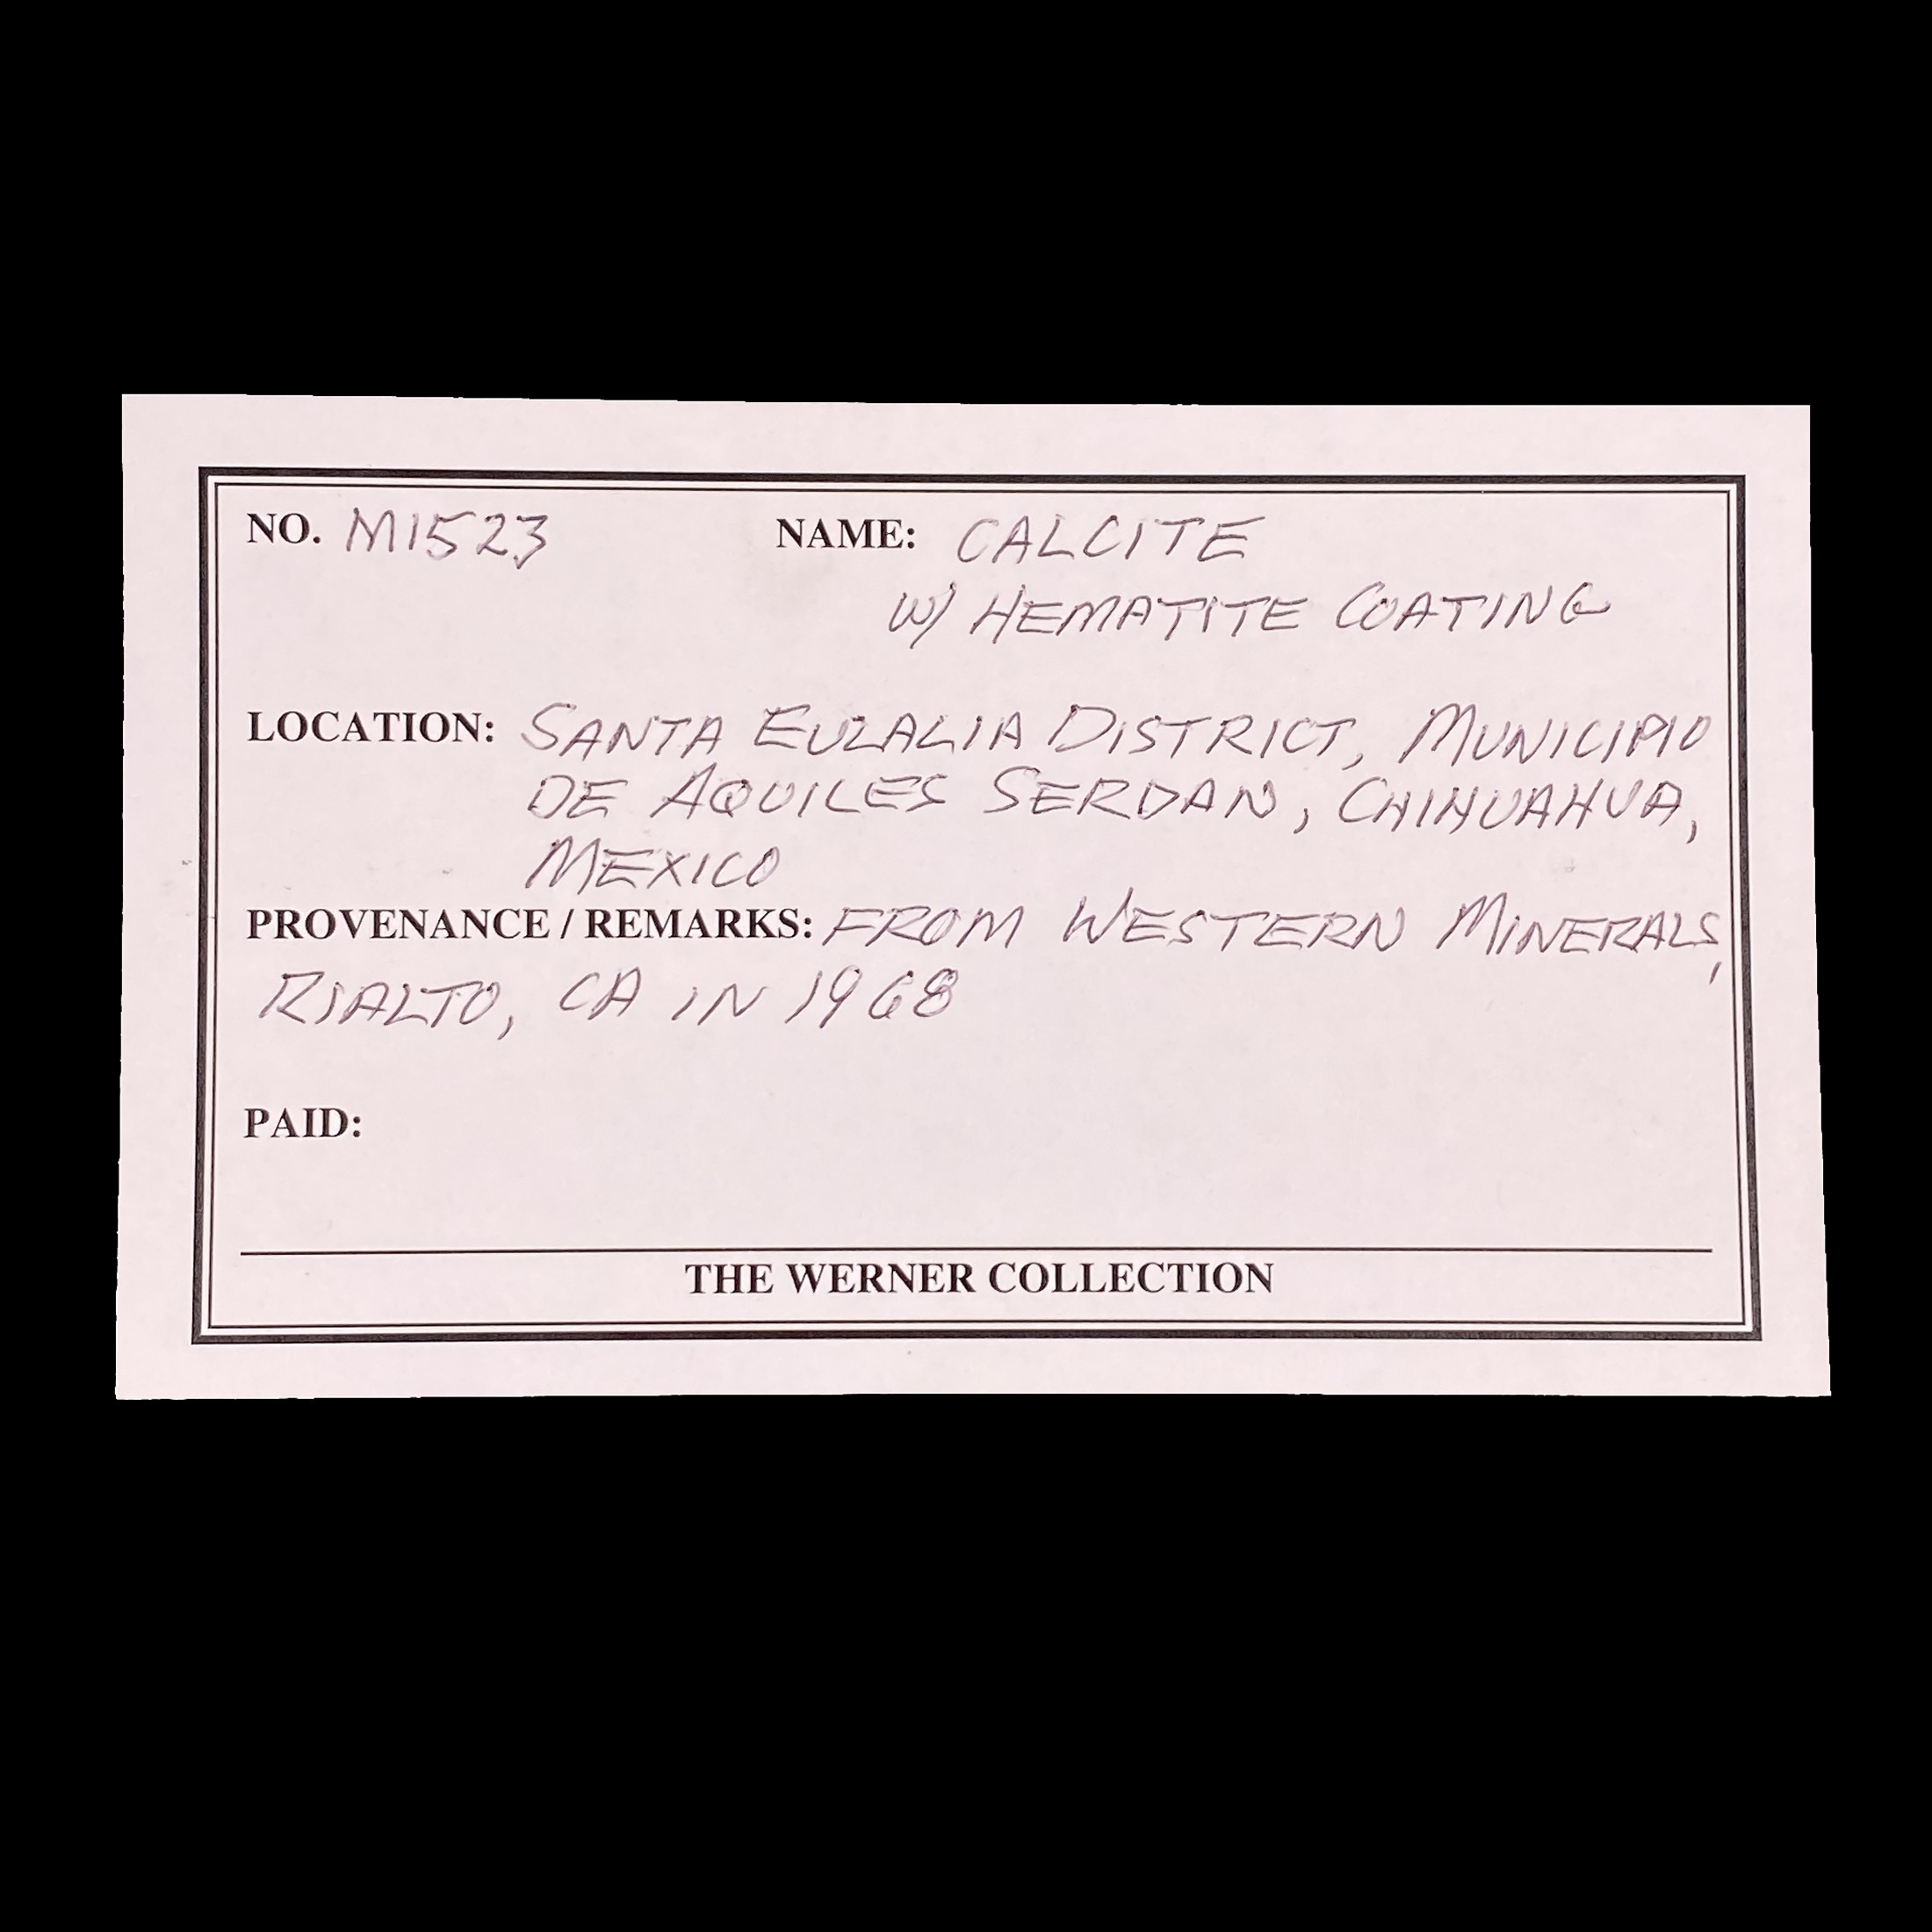 NO. M1523 NAME: CALCITE
W/ HEMATITE COATING
LOCATION: SANTA EULALIA DISTRICT, MUNICIPIO
DE AQUILES SERDAN, CHIHUAHUA,
MEXICO
PROVENANCE / REMARKS: FROM WESTERN MINERALS,
RIALTO, CA IN 1968
PAID:
THE WERNER COLLECTION